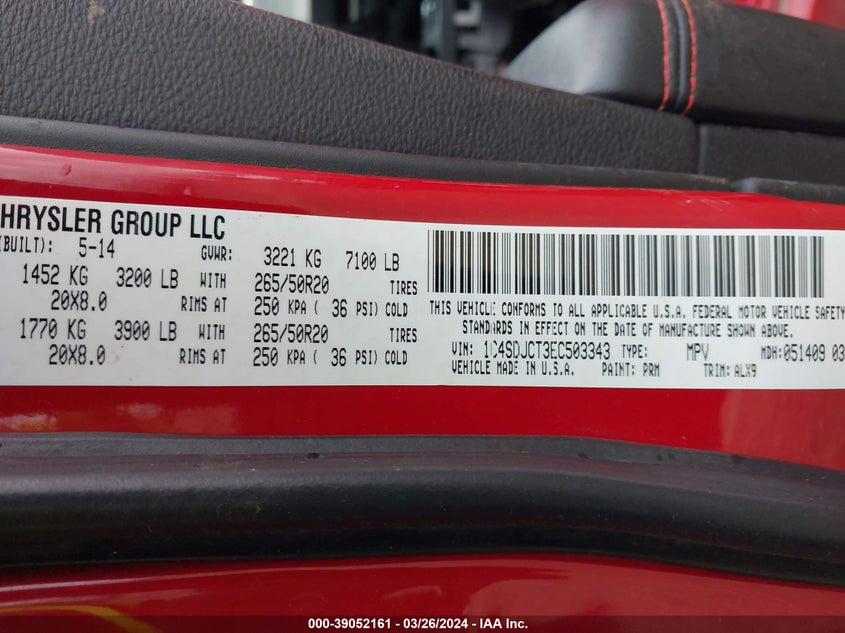 HRYSLER GROUP LLC
(BUILT): 5-14 GVWR: 3221 KG 7100 LB
1452 KG 3200 LB WITH 265/50R20 TIRES
20X8.0 RIMS AT 250 KPA ( 36 PSI) COLD
1770 KG 3900 LB WITH 265/50R20 TIRES
20X8.0 RIMS AT 250 KPA ( 36 PSI) COLD
THIS VEHICLE CONFORMS TO ALL APPLICABLE U.S.A. FEDERAL MOTOR VEHICLE SAFETY
STANDARDS IN EFFECT ON THE DATE OF MANUFACTURE SHOWN ABOVE.
VIN: 1C4SDJCT3EC503343 TYPE: MPV MDH:051409 03
VEHICLE MADE IN U.S.A. PAINT: PRM TRIM: ALX9
000-39052161 - 03/26/2024 - IAA Inc.